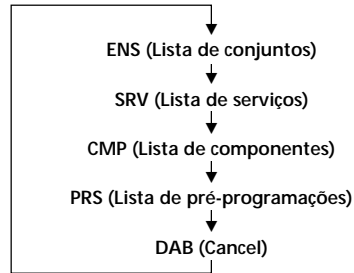 ENS (Lista de conjuntos)
SRV (Lista de serviços)
CMP (Lista de componentes)
PRS (Lista de pré-programações)
DAB (Cancel)